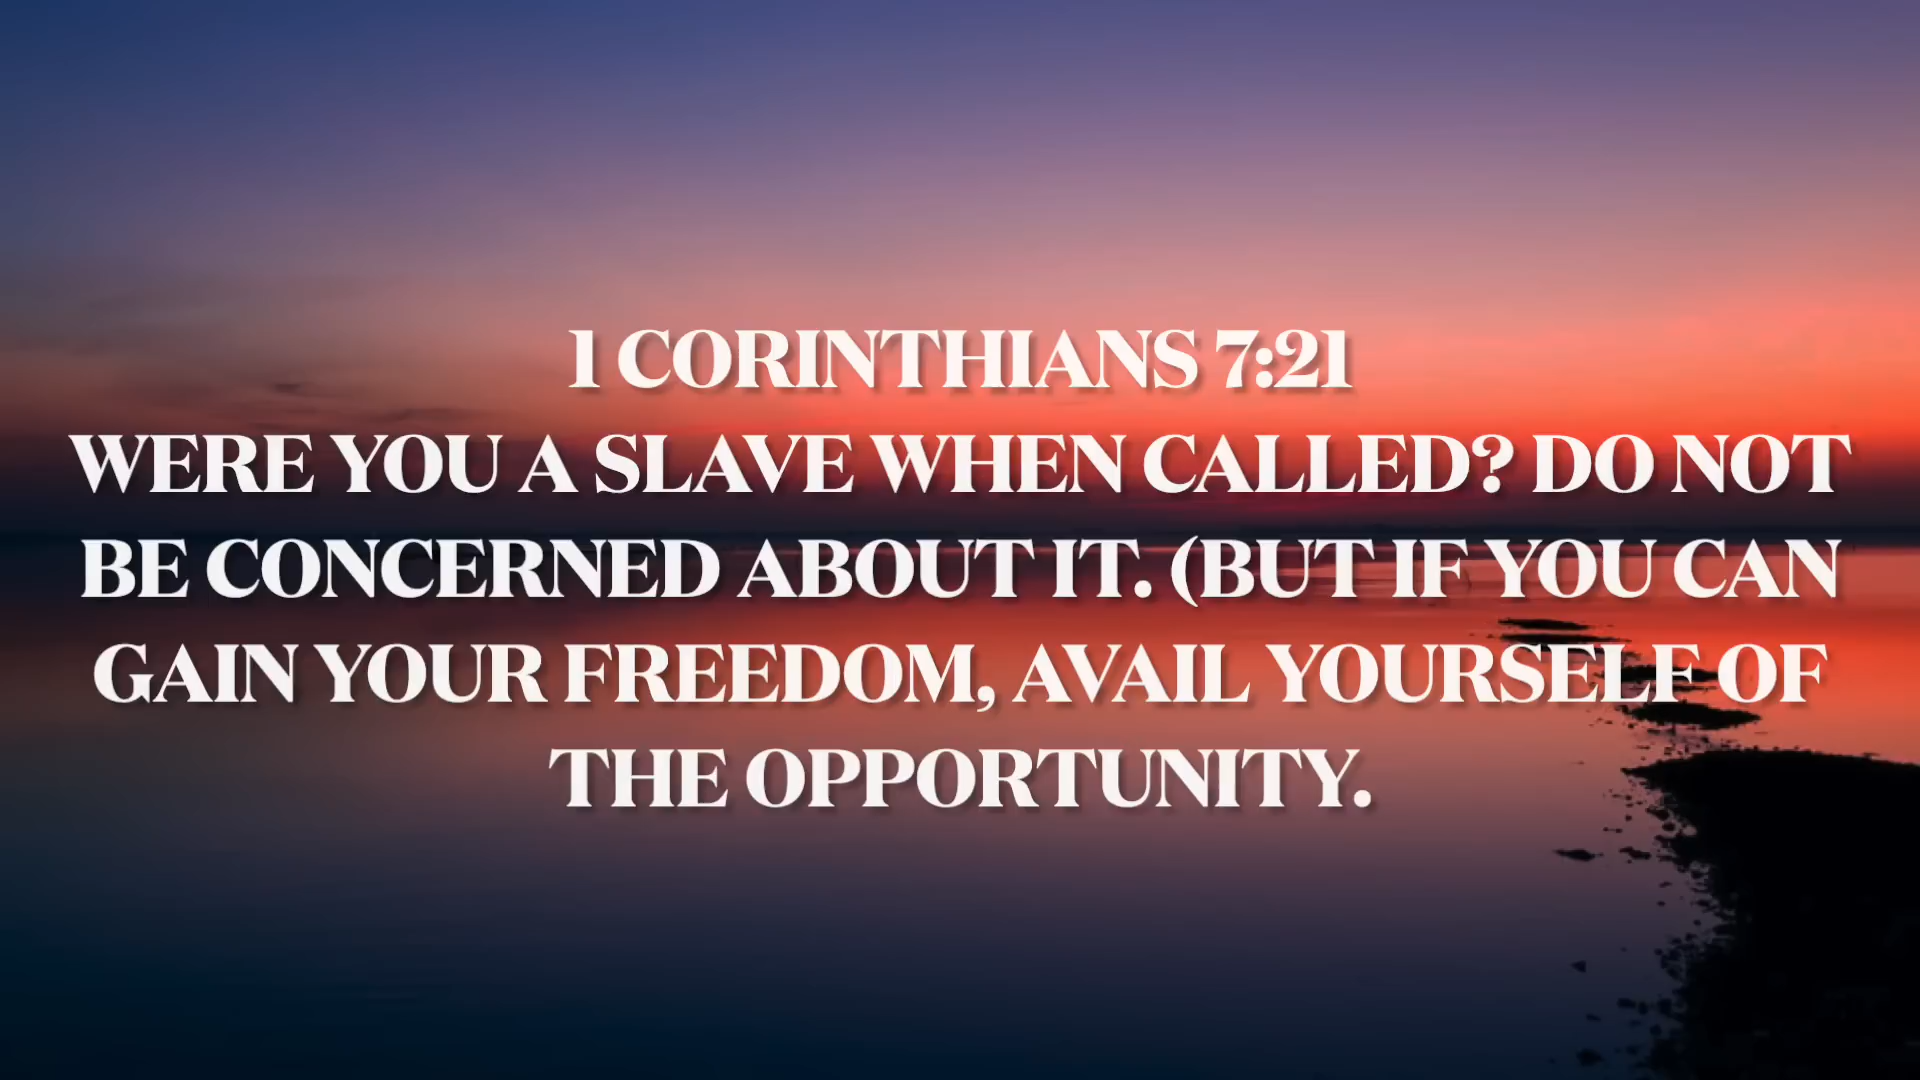 1 CORINTHIANS 7:21
WERE YOU A SLAVE WHEN CALLED? DO NOT
BE CONCERNED ABOUT IT. (BUT IF YOU CAN
GAIN YOUR FREEDOM, AVAIL YOURSELF OF
THE OPPORTUNITY.